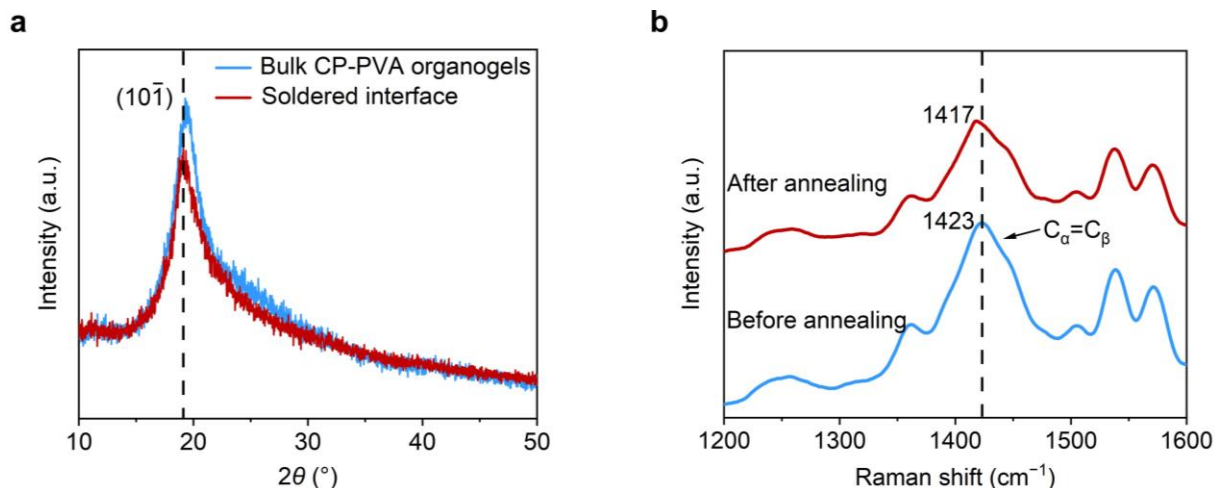 a
Bulk CP-PVA organogels
Soldered interface
(101̄)
Intensity (a.u.)
10 20 30 40 50
2θ (°)
b
1417
After annealing
1423
Cα=Cβ
Before annealing
Intensity (a.u.)
1200 1300 1400 1500 1600
Raman shift (cm⁻¹)